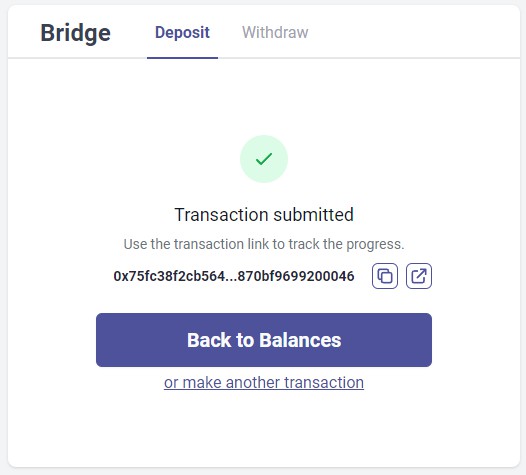 Bridge Deposit Withdraw
Transaction submitted
Use the transaction link to track the progress.
0x75fc38f2cb564...870bf9699200046
Back to Balances
or make another transaction